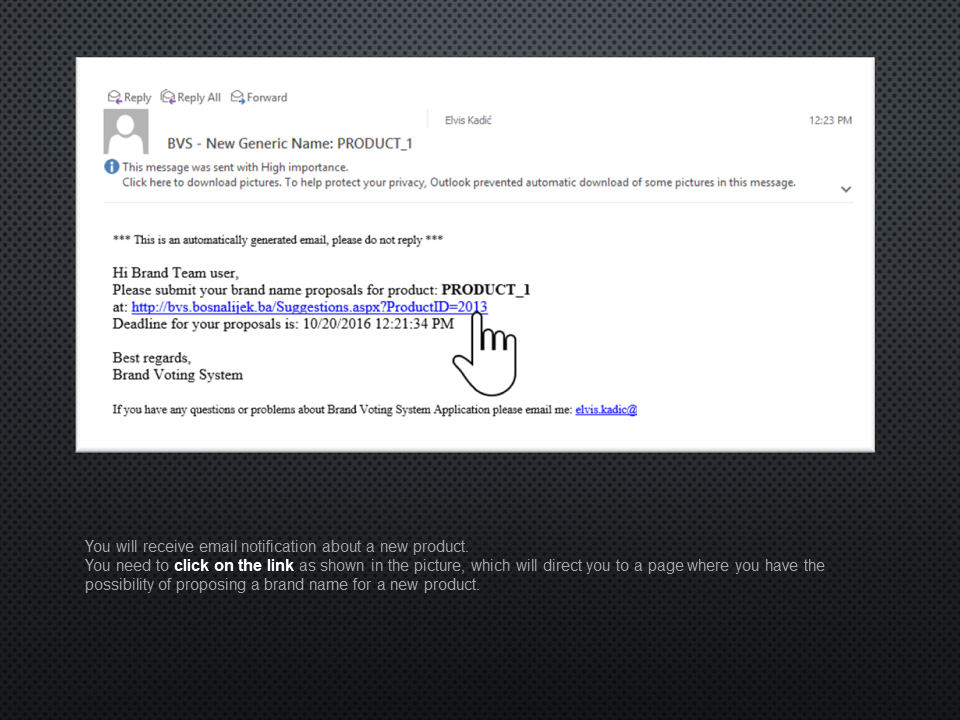 Reply Reply All Forward
Elvis Kadić 12:23 PM
BVS - New Generic Name: PRODUCT_1
This message was sent with High importance.
Click here to download pictures. To help protect your privacy, Outlook prevented automatic download of some pictures in this message.
*** This is an automatically generated email, please do not reply ***
Hi Brand Team user,
Please submit your brand name proposals for product: PRODUCT_1
at: http://bvs.bosnalijek.ba/Suggestions.aspx?ProductID=2013
Deadline for your proposals is: 10/20/2016 12:21:34 PM
Best regards,
Brand Voting System
If you have any questions or problems about Brand Voting System Application please email me: elvis.kadic@
You will receive email notification about a new product.
You need to click on the link as shown in the picture, which will direct you to a page where you have the
possibility of proposing a brand name for a new product.